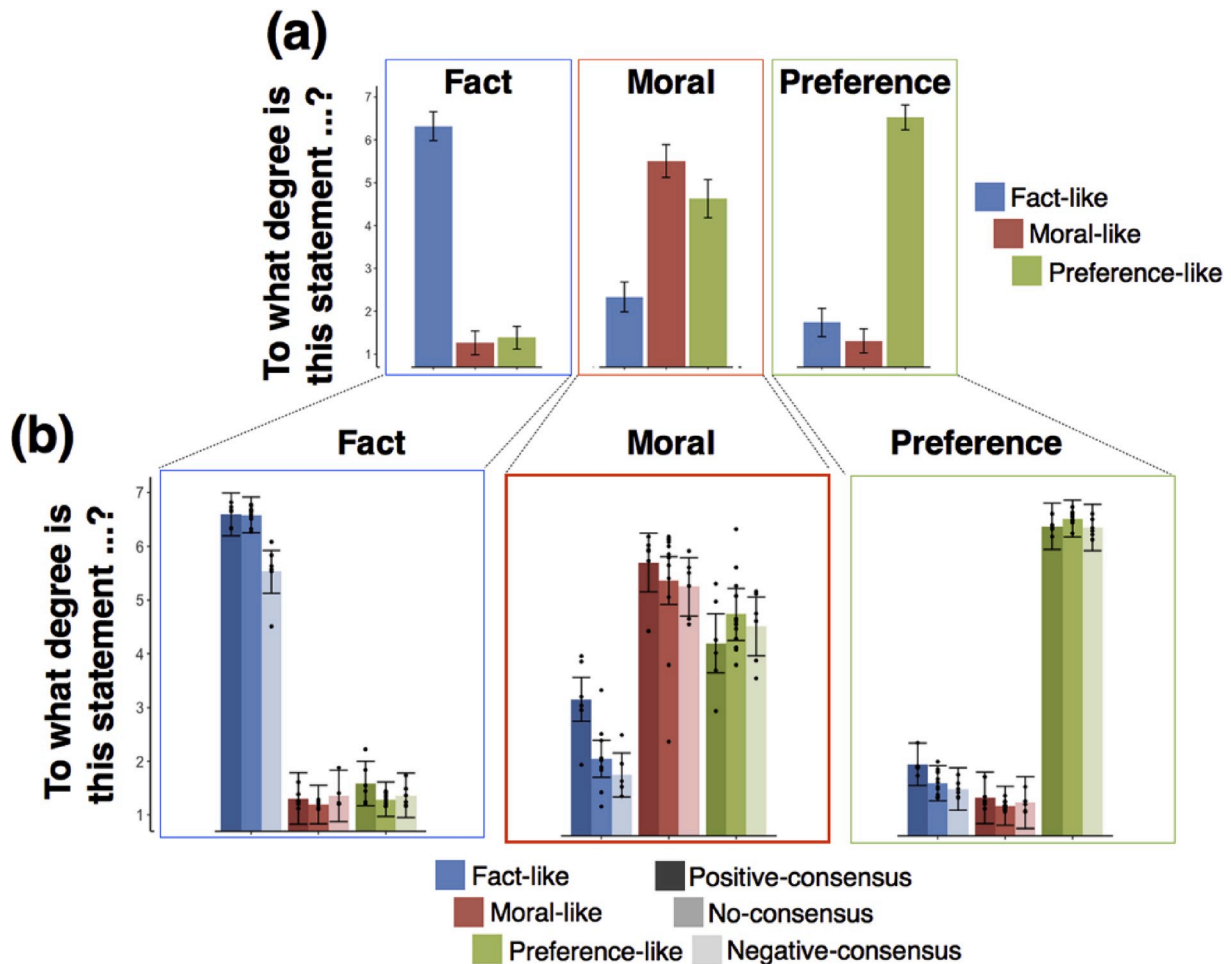 (a)
To what degree is
this statement ...?
Fact
Moral
Preference
7
6
5
4
3
2
1
Fact-like
Moral-like
Preference-like
(b)
Fact
Moral
Preference
To what degree is
this statement ...?
7
6
5
4
3
2
1
Fact-like
Moral-like
Preference-like
Positive-consensus
No-consensus
Negative-consensus